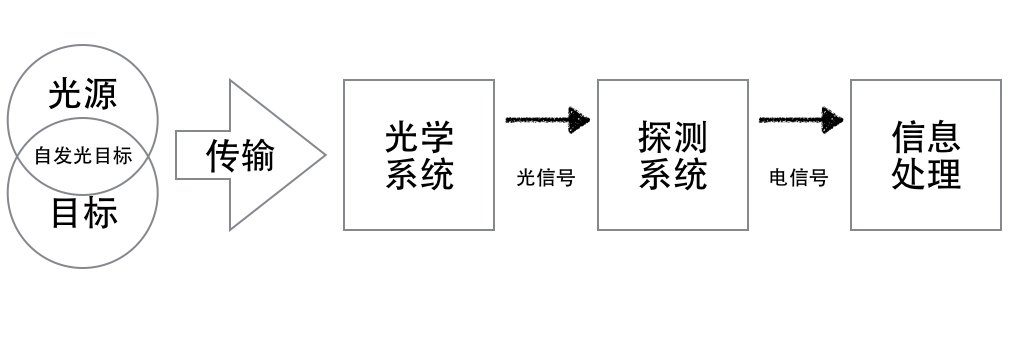 光源
自发光目标
目标
传输
光学
系统
光信号
探测
系统
电信号
信息
处理